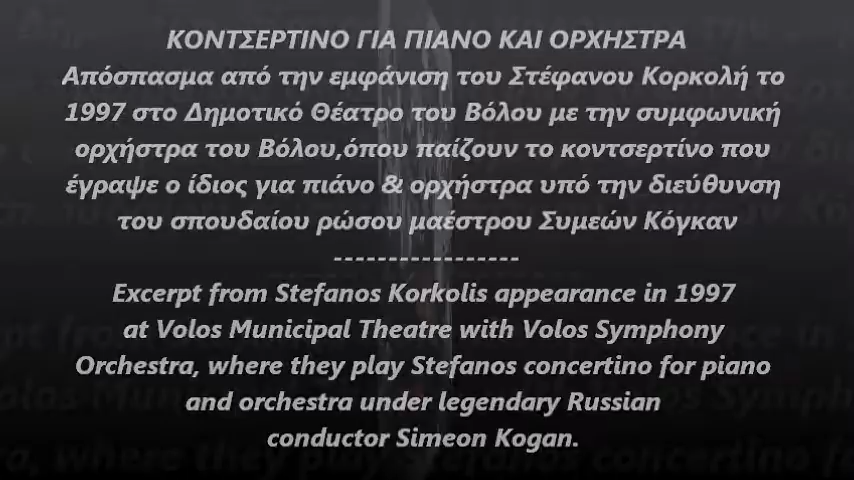 ΚΟΝΤΣΕΡΤΙΝΟ ΓΙΑ ΠΙΑΝΟ ΚΑΙ ΟΡΧΗΣΤΡΑ
Απόσπασμα από την εμφάνιση του Στέφανου Κορκολή το
1997 στο Δημοτικό Θέατρο του Βόλου με την συμφωνική
ορχήστρα του Βόλου,όπου παίζουν το κοντσερτίνο που
έγραψε ο ίδιος για πιάνο & ορχήστρα υπό την διεύθυνση
του σπουδαίου ρώσου μαέστρου Συμεών Κόγκαν
-----------------
Excerpt from Stefanos Korkolis appearance in 1997
at Volos Municipal Theatre with Volos Symphony
Orchestra, where they play Stefanos concertino for piano
and orchestra under legendary Russian
conductor Simeon Kogan.